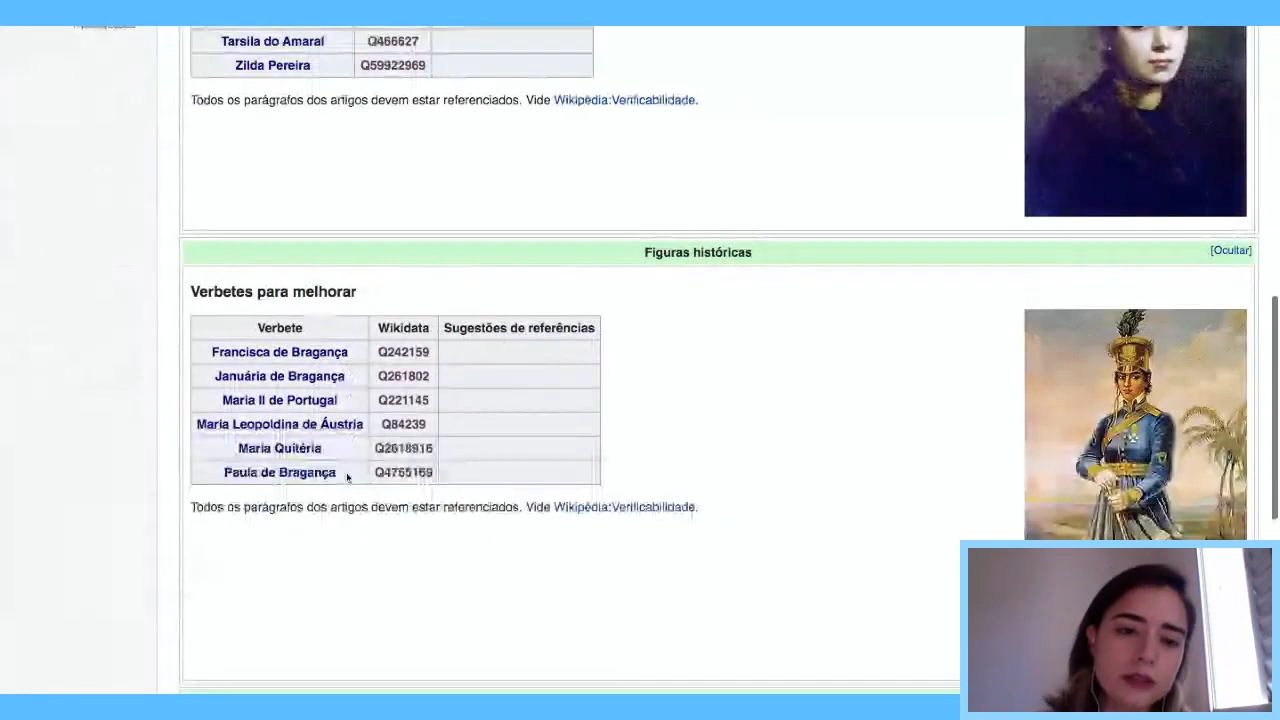 Tarsila do Amaral Q466627
Zilda Pereira Q59922969
Todos os parágrafos dos artigos devem estar referenciados. Vide Wikipédia:Verificabilidade.
Figuras históricas [Ocultar]
Verbetes para melhorar
Verbete Wikidata Sugestões de referências
Francisca de Bragança Q242159
Januária de Bragança Q261802
Maria II de Portugal Q221145
Maria Leopoldina de Áustria Q84239
Maria Quitéria Q2618916
Paula de Bragança Q4765169
Todos os parágrafos dos artigos devem estar referenciados. Vide Wikipédia:Verificabilidade.